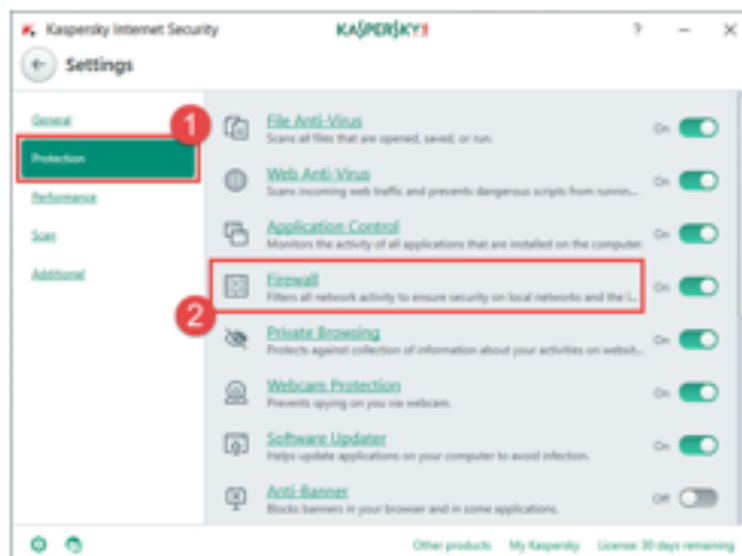 Kaspersky Internet Security
KASPERSKY
?
Settings
General
1
Protection
Performance
Scan
Additional
File Anti-Virus
On
Scans all files that are opened, saved, or run.
Web Anti-Virus
On
Scans incoming web traffic and prevents dangerous scripts from runnin...
Application Control
On
Monitors the activity of all applications that are installed on the computer.
Firewall
On
Filters all network activity to ensure security on local networks and the I...
2
Private Browsing
On
Protects against collection of information about your activities on websit...
Webcam Protection
On
Prevents spying on you via webcam.
Software Updater
On
Helps update applications on your computer to avoid infection.
Anti-Banner
Off
Blocks banners in your browser and in some applications.
Other products My Kaspersky License: 30 days remaining